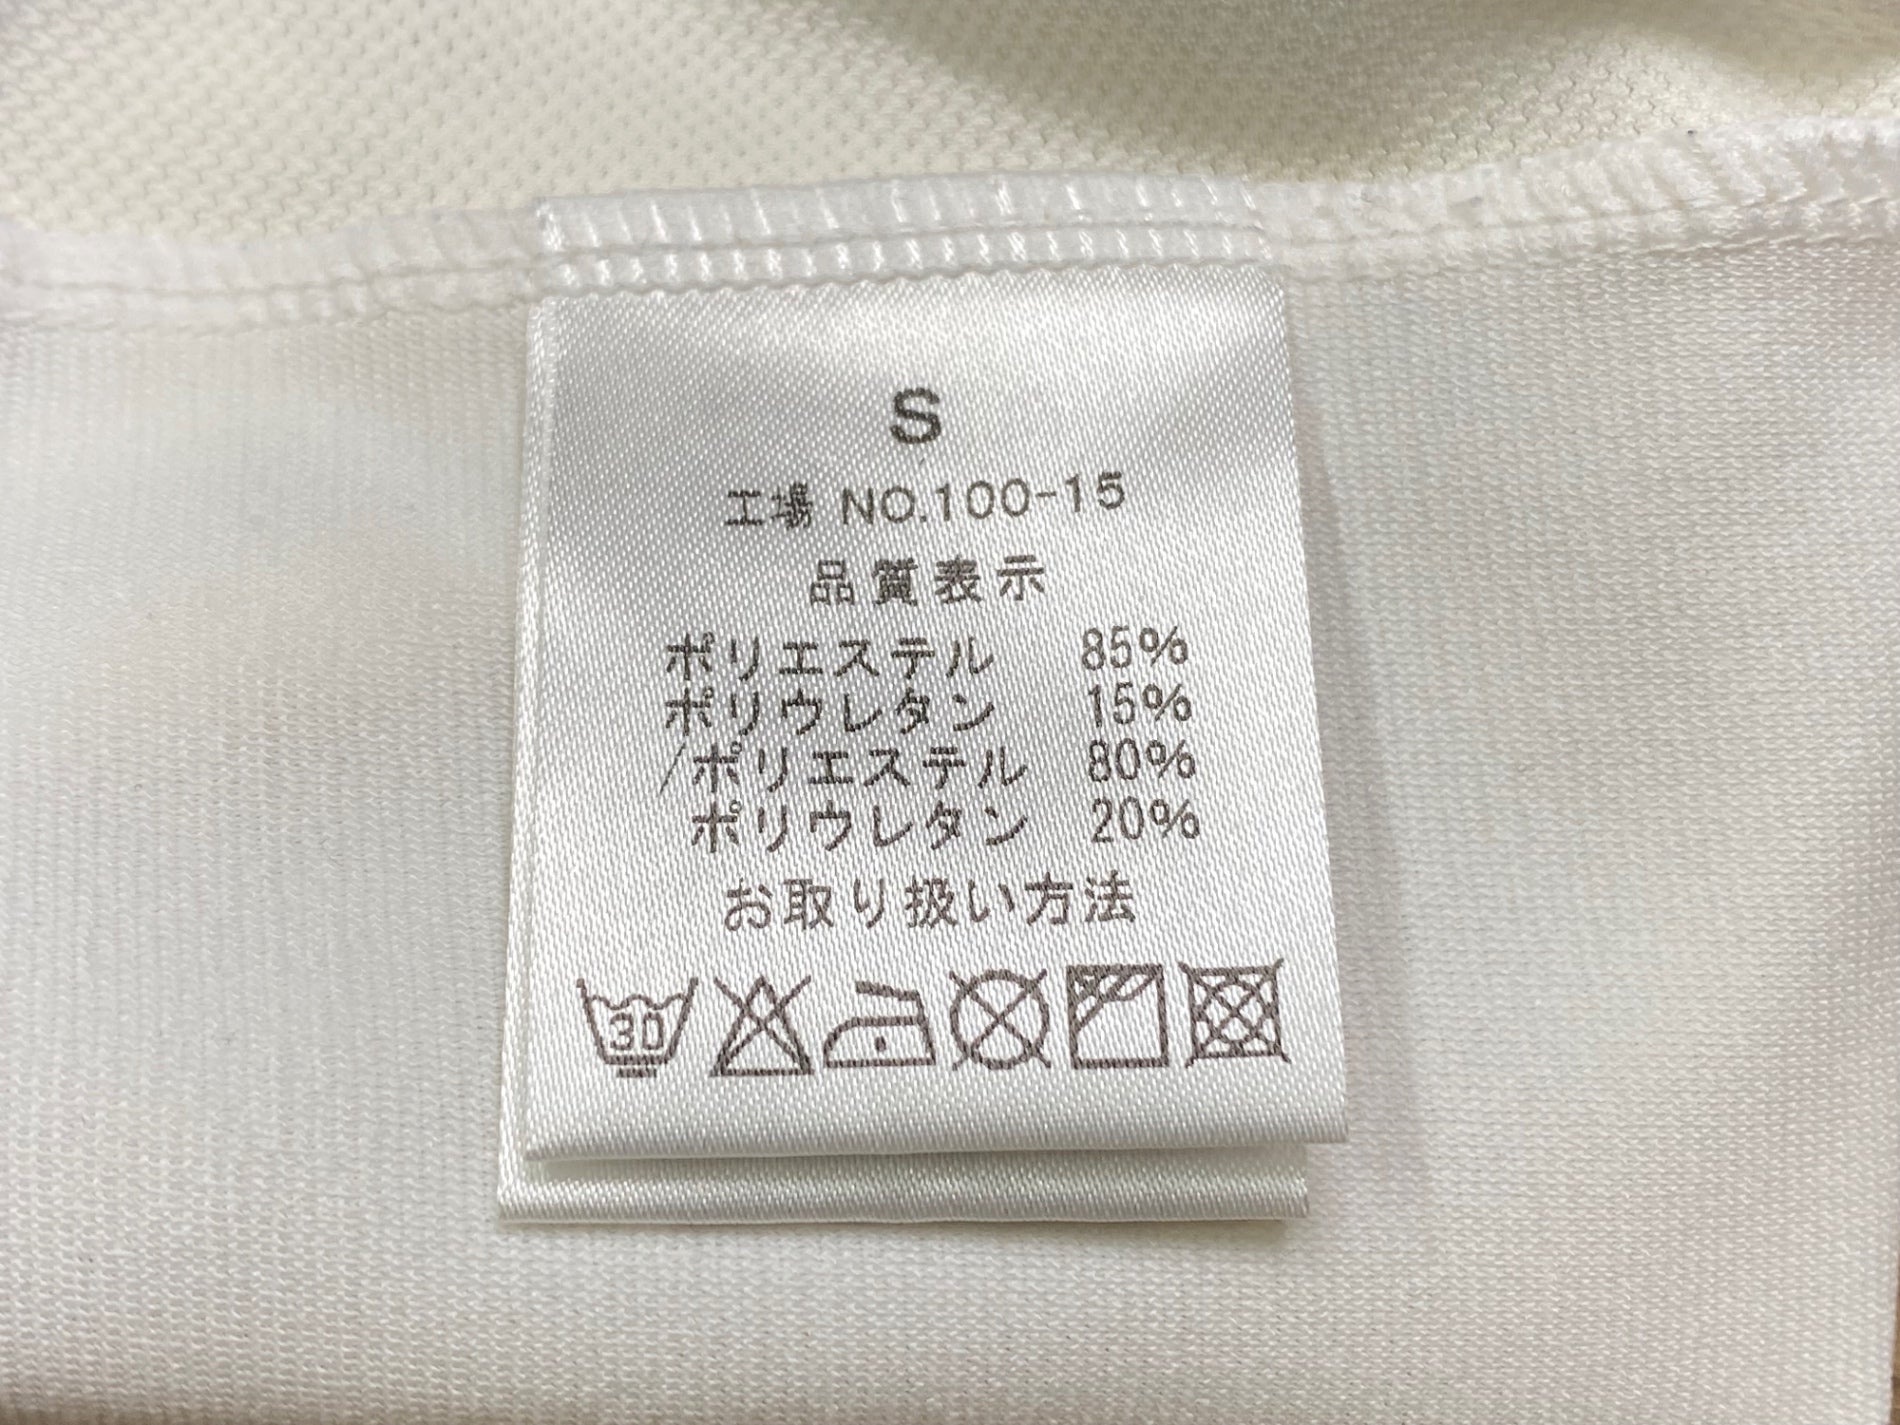 S
工場 NO.100-15
品質表示
ポリエステル 85%
ポリウレタン 15%
/ポリエステル 80%
ポリウレタン 20%
お取り扱い方法
30